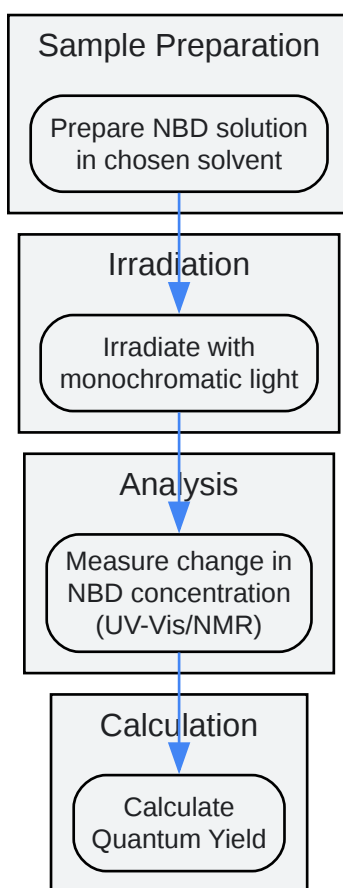 Sample Preparation
Prepare NBD solution
in chosen solvent
Irradiation
Irradiate with
monochromatic light
Analysis
Measure change in
NBD concentration
(UV-Vis/NMR)
Calculation
Calculate
Quantum Yield